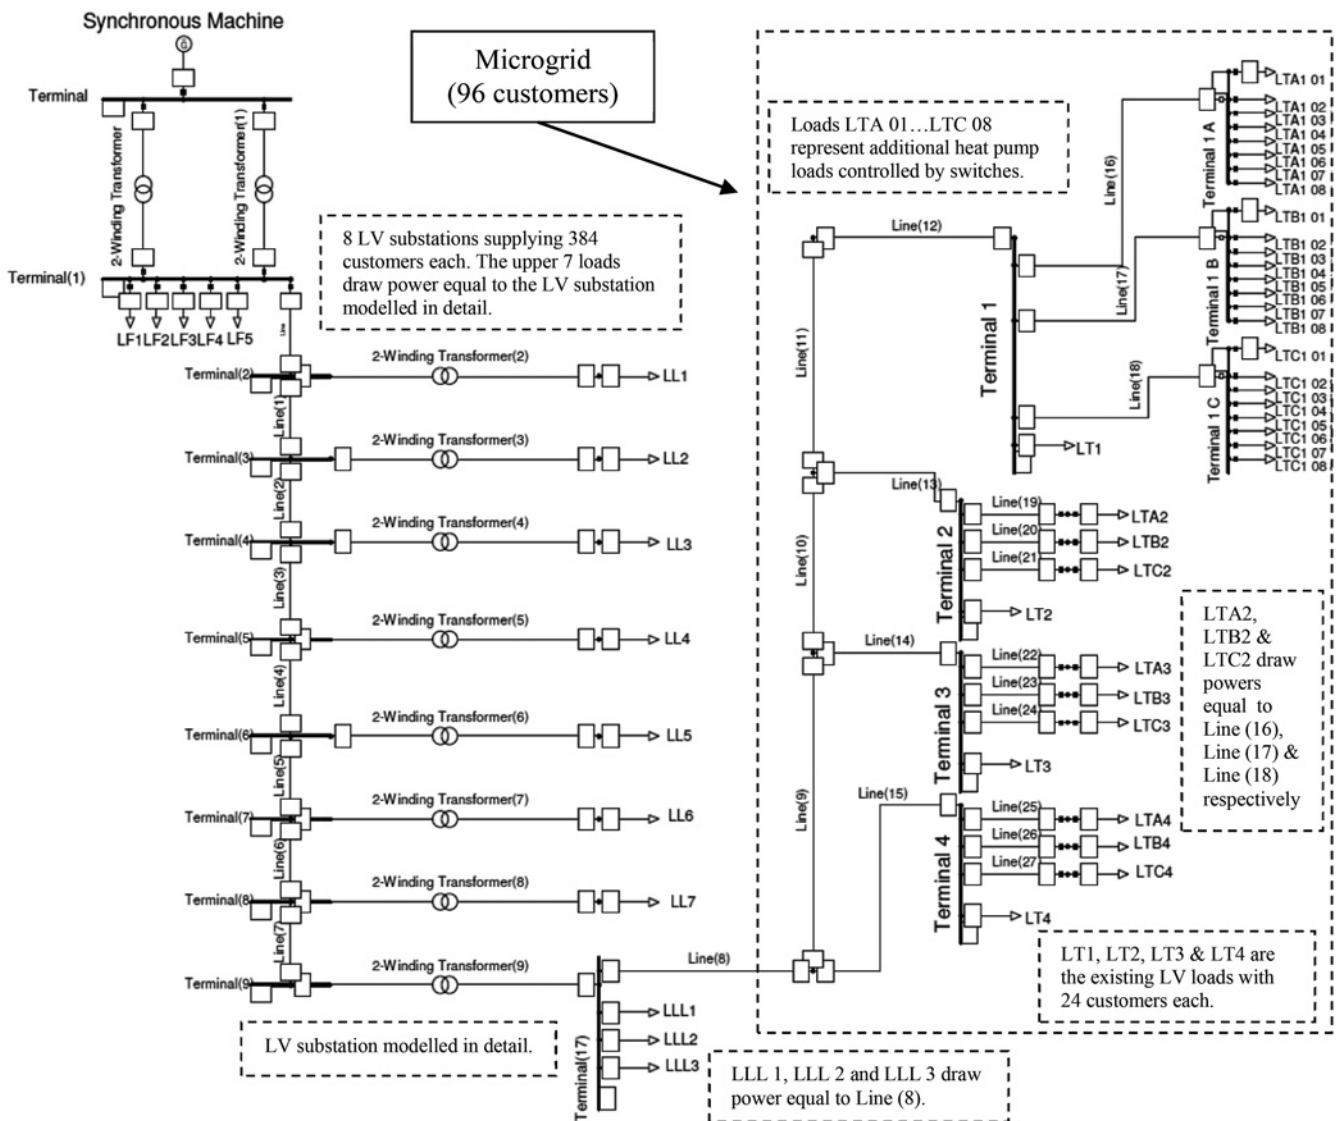 Synchronous Machine
G
Terminal
2-Winding Transformer
2-Winding Transformer(1)
Terminal(1)
LF1
LF2
LF3
LF4
LF5
Line
Microgrid
(96 customers)
8 LV substations supplying 384
customers each. The upper 7 loads
draw power equal to the LV substation
modelled in detail.
Terminal(2)
2-Winding Transformer(2)
LL1
Line(1)
Terminal(3)
2-Winding Transformer(3)
LL2
Line(2)
Terminal(4)
2-Winding Transformer(4)
LL3
Line(3)
Terminal(5)
2-Winding Transformer(5)
LL4
Line(4)
Terminal(6)
2-Winding Transformer(6)
LL5
Line(5)
Terminal(7)
2-Winding Transformer(7)
LL6
Line(6)
Terminal(8)
2-Winding Transformer(8)
LL7
Line(7)
Terminal(9)
2-Winding Transformer(9)
Line(8)
LLL1
LLL2
LLL3
Terminal(17)
LV substation modelled in detail.
LLL 1, LLL 2 and LLL 3 draw
power equal to Line (8).
Loads LTA 01…LTC 08
represent additional heat pump
loads controlled by switches.
Line(12)
Line(11)
Line(10)
Line(9)
Line(16)
Line(17)
Line(18)
Terminal 1
LT1
Terminal 1 A
LTA1 01
LTA1 02
LTA1 03
LTA1 04
LTA1 05
LTA1 06
LTA1 07
LTA1 08
Terminal 1 B
LTB1 01
LTB1 02
LTB1 03
LTB1 04
LTB1 05
LTB1 06
LTB1 07
LTB1 08
Terminal 1 C
LTC1 01
LTC1 02
LTC1 03
LTC1 04
LTC1 05
LTC1 06
LTC1 07
LTC1 08
Line(13)
Terminal 2
Line(19)
LTA2
Line(20)
LTB2
Line(21)
LTC2
LT2
Line(14)
Terminal 3
Line(22)
LTA3
Line(23)
LTB3
Line(24)
LTC3
LT3
Line(15)
Terminal 4
Line(25)
LTA4
Line(26)
LTB4
Line(27)
LTC4
LT4
LTA2,
LTB2 &
LTC2 draw
powers
equal to
Line (16),
Line (17) &
Line (18)
respectively
LT1, LT2, LT3 & LT4 are
the existing LV loads with
24 customers each.